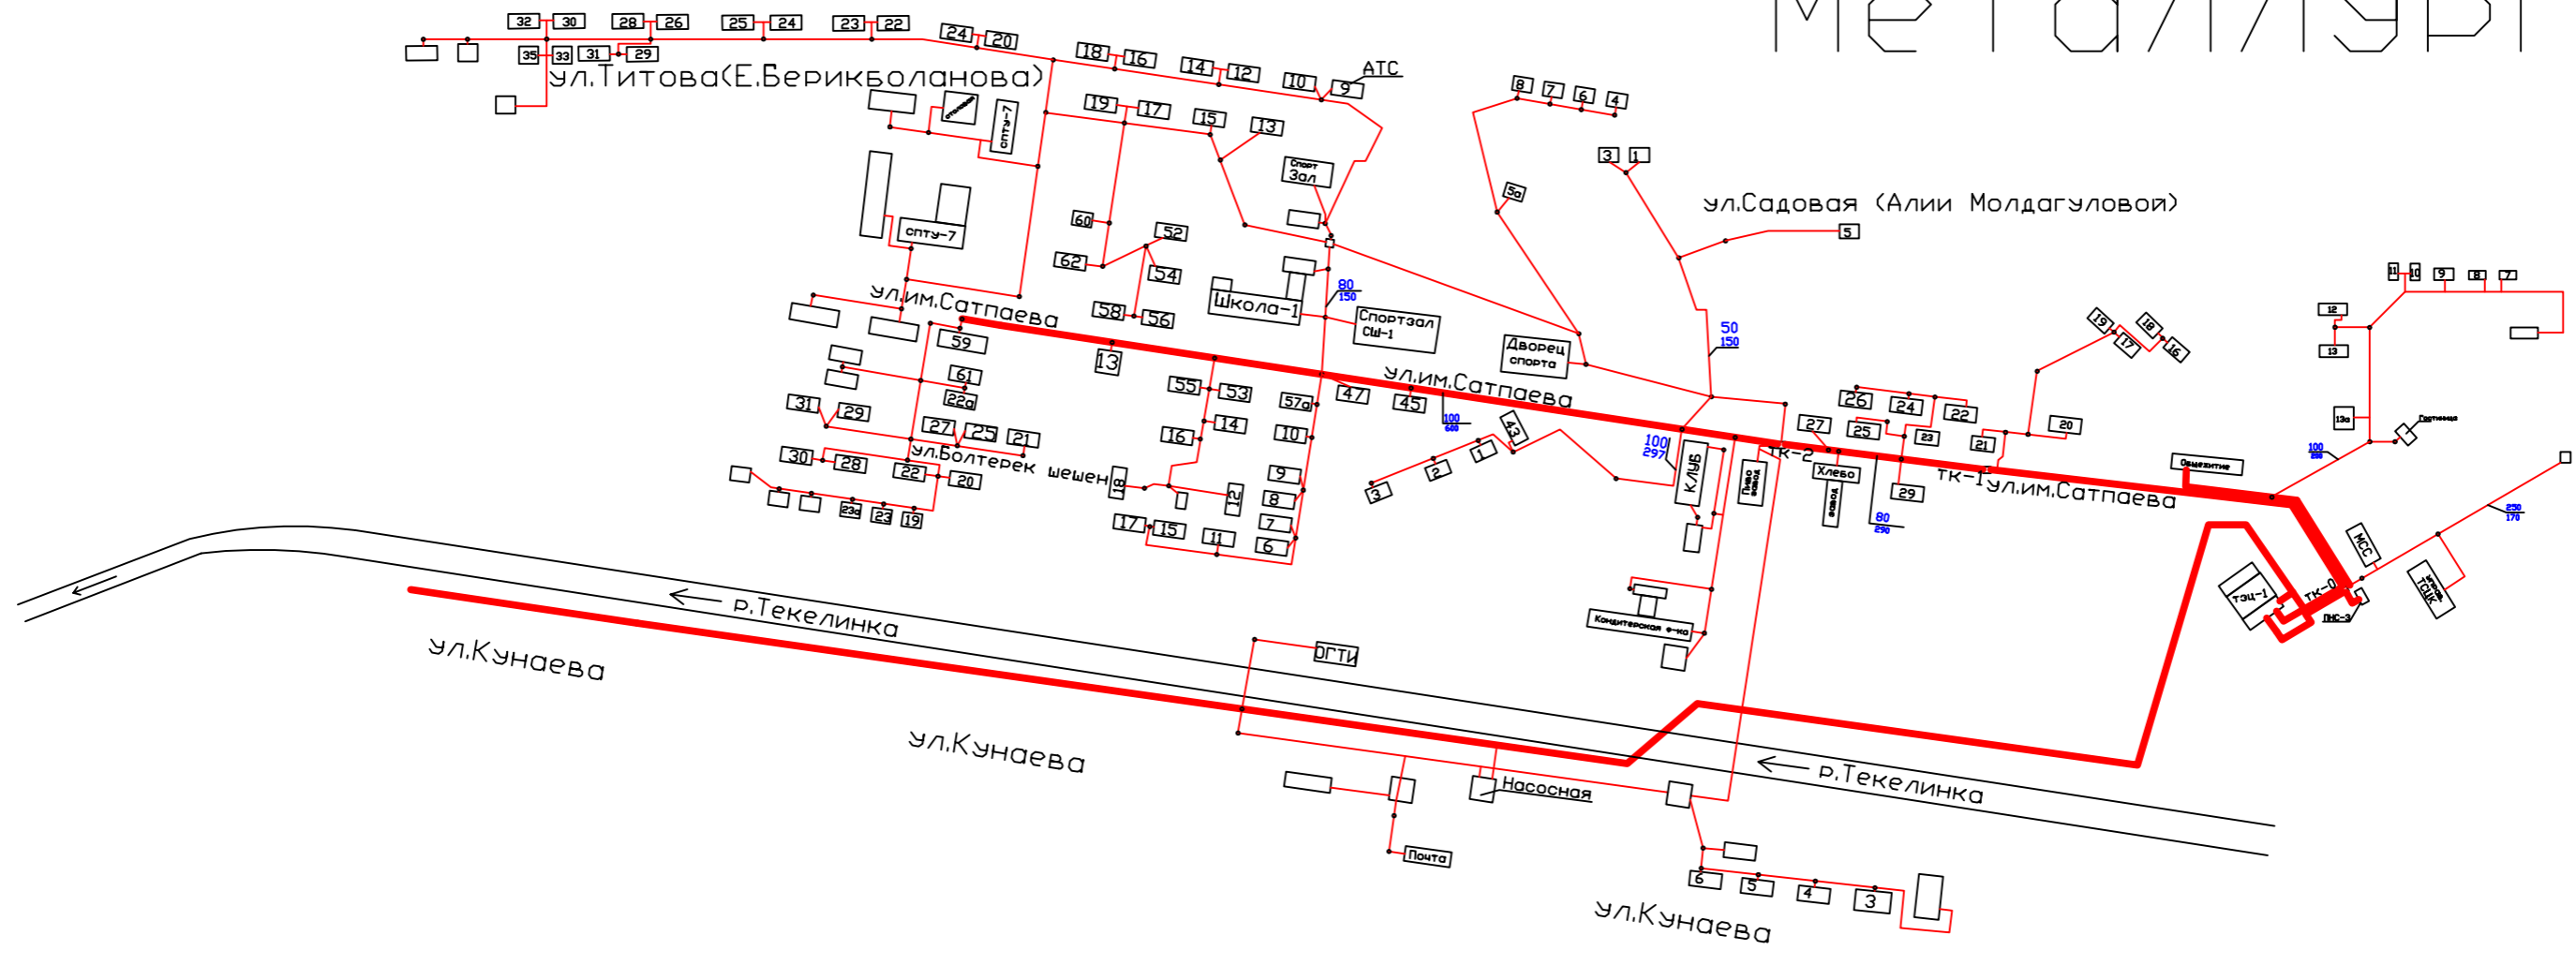 Металлург
32 30 28 26 25 24 23 22
24 20 18 16 14 12 10 9 АТС
35 33 31 29
ул.Титова(Е.Берикболанова)
столовая
спту-7
19 17 15 13
Спорт
Зал
8 7 6 4
5а
3 1
ул.Садовая (Алии Молдагуловой)
5
спту-7
60 52
62 54
58 56
Школа-1
80
150
Спортзал
СШ-1
ул.им.Сатпаева
59
13
61
22а
31 29
27 25 21
ул.Болтерек шешен
30 28
22 20
23а 23 19
55 53
14
16
18 12
17 15 11
57а
10
9
8
7
6
47 45
Дворец
спорта
50
150
ул.им.Сатпаева
100
600
43
1
2
3
100
297
КЛУБ
Пиво
завод
тк-2
27
Хлебо
завод
80
290
26 24 22
25 23
29
21 20
19 17 18 16
тк-1
ул.им.Сатпаева
Общежитие
11 10 9 8 7
12
13
13а
Гостиница
100
200
250
170
МСС
ТСЦК
тэц-1
тк-0
ПНС-3
р.Текелинка
ул.Кунаева
ОГТИ
Кондитерская ф-ка
ул.Кунаева
Насосная
р.Текелинка
Почта
6 5 4 3
ул.Кунаева